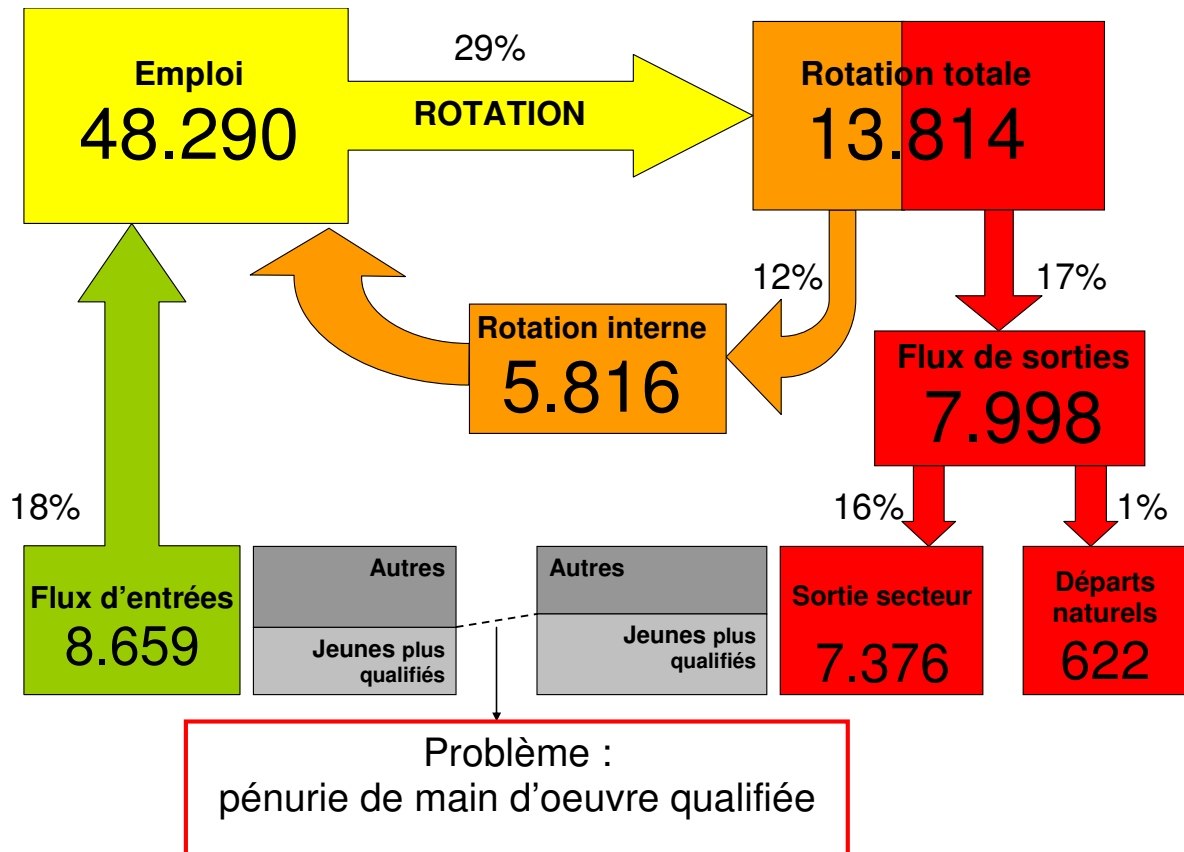 Emploi
48.290
29%
ROTATION
Rotation totale
13.814
12%
17%
Rotation interne
5.816
Flux de sorties
7.998
18%
16%
1%
Flux d'entrées
8.659
Autres
Jeunes plus
qualifiés
Autres
Jeunes plus
qualifiés
Sortie secteur
7.376
Départs
naturels
622
Problème :
pénurie de main d'oeuvre qualifiée